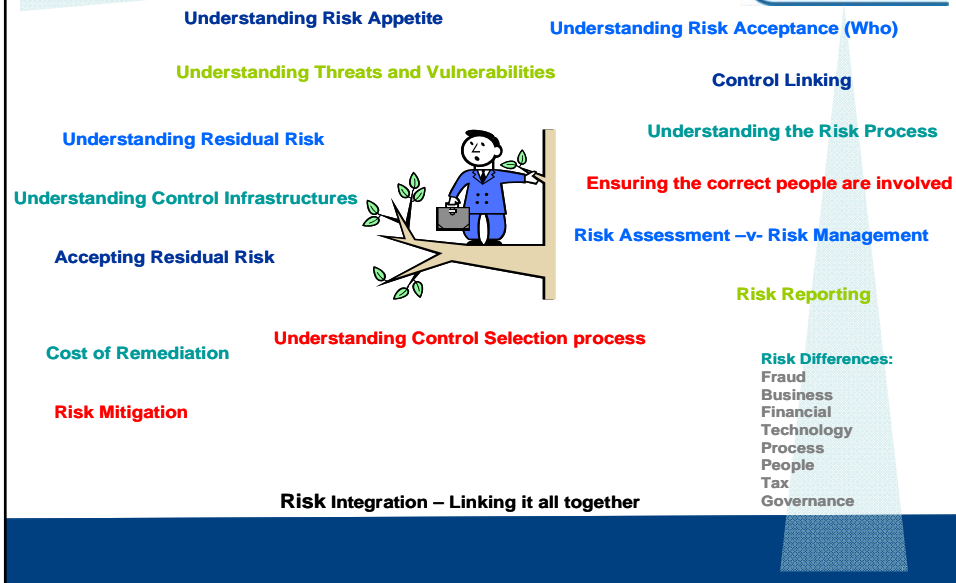 Understanding Risk Appetite
Understanding Risk Acceptance (Who)
Understanding Threats and Vulnerabilities
Control Linking
Understanding the Risk Process
Understanding Residual Risk
Ensuring the correct people are involved
Understanding Control Infrastructures
Risk Assessment –v- Risk Management
Accepting Residual Risk
Risk Reporting
Understanding Control Selection process
Cost of Remediation
Risk Mitigation
Risk Differences:
Fraud
Business
Financial
Technology
Process
People
Tax
Governance
Risk Integration – Linking it all together